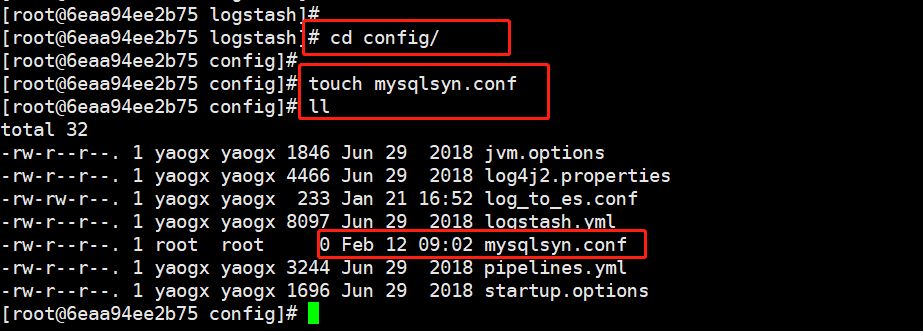 [root@6eaa94ee2b75 logstash]#
[root@6eaa94ee2b75 logstash]# cd config/
[root@6eaa94ee2b75 config]#
[root@6eaa94ee2b75 config]# touch mysqlsyn.conf
[root@6eaa94ee2b75 config]# ll
total 32
-rw-r--r--. 1 yaogx yaogx 1846 Jun 29  2018 jvm.options
-rw-r--r--. 1 yaogx yaogx 4466 Jun 29  2018 log4j2.properties
-rw-rw-r--. 1 yaogx yaogx  233 Jan 21 16:52 log_to_es.conf
-rw-r--r--. 1 yaogx yaogx 8097 Jun 29  2018 logstash.yml
-rw-r--r--. 1 root  root     0 Feb 12 09:02 mysqlsyn.conf
-rw-r--r--. 1 yaogx yaogx 3244 Jun 29  2018 pipelines.yml
-rw-r--r--. 1 yaogx yaogx 1696 Jun 29  2018 startup.options
[root@6eaa94ee2b75 config]#